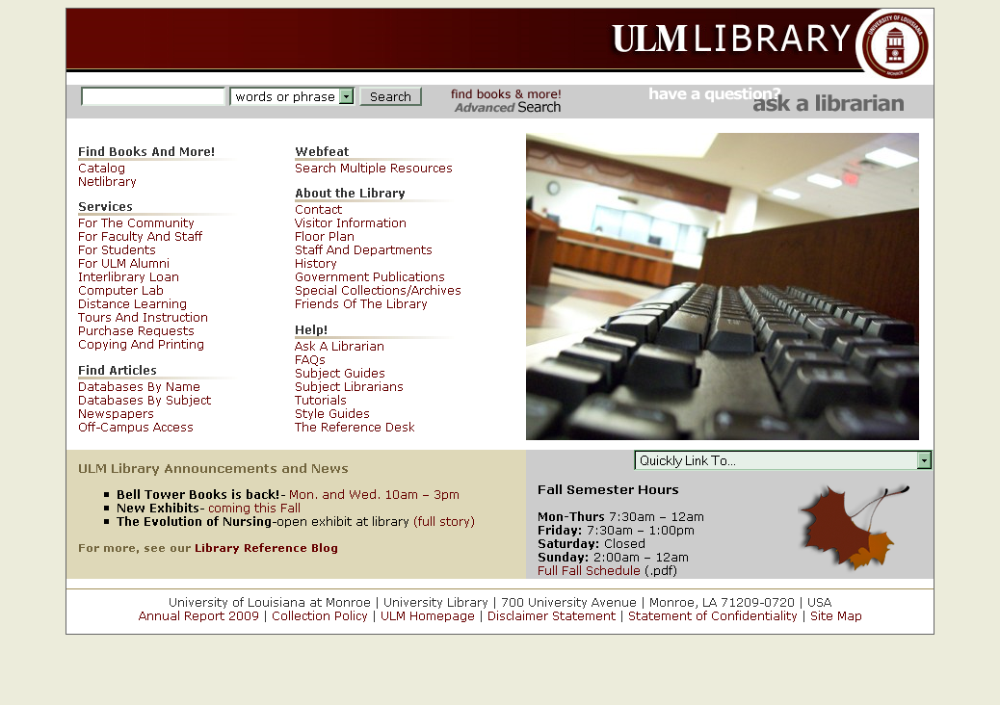 ULM LIBRARY
UNIVERSITY OF LOUISIANA
MONROE
words or phrase
Search
find books & more!
Advanced Search
have a question?
ask a librarian
Find Books And More!
Catalog
Netlibrary
Services
For The Community
For Faculty And Staff
For Students
For ULM Alumni
Interlibrary Loan
Computer Lab
Distance Learning
Tours And Instruction
Purchase Requests
Copying And Printing
Find Articles
Databases By Name
Databases By Subject
Newspapers
Off-Campus Access
Webfeat
Search Multiple Resources
About the Library
Contact
Visitor Information
Floor Plan
Staff And Departments
History
Government Publications
Special Collections/Archives
Friends Of The Library
Help!
Ask A Librarian
FAQs
Subject Guides
Subject Librarians
Tutorials
Style Guides
The Reference Desk
ULM Library Announcements and News
Bell Tower Books is back!- Mon. and Wed. 10am – 3pm
New Exhibits- coming this Fall
The Evolution of Nursing-open exhibit at library (full story)
For more, see our Library Reference Blog
Quickly Link To...
Fall Semester Hours
Mon-Thurs 7:30am – 12am
Friday: 7:30am – 1:00pm
Saturday: Closed
Sunday: 2:00am – 12am
Full Fall Schedule (.pdf)
University of Louisiana at Monroe | University Library | 700 University Avenue | Monroe, LA 71209-0720 | USA
Annual Report 2009 | Collection Policy | ULM Homepage | Disclaimer Statement | Statement of Confidentiality | Site Map